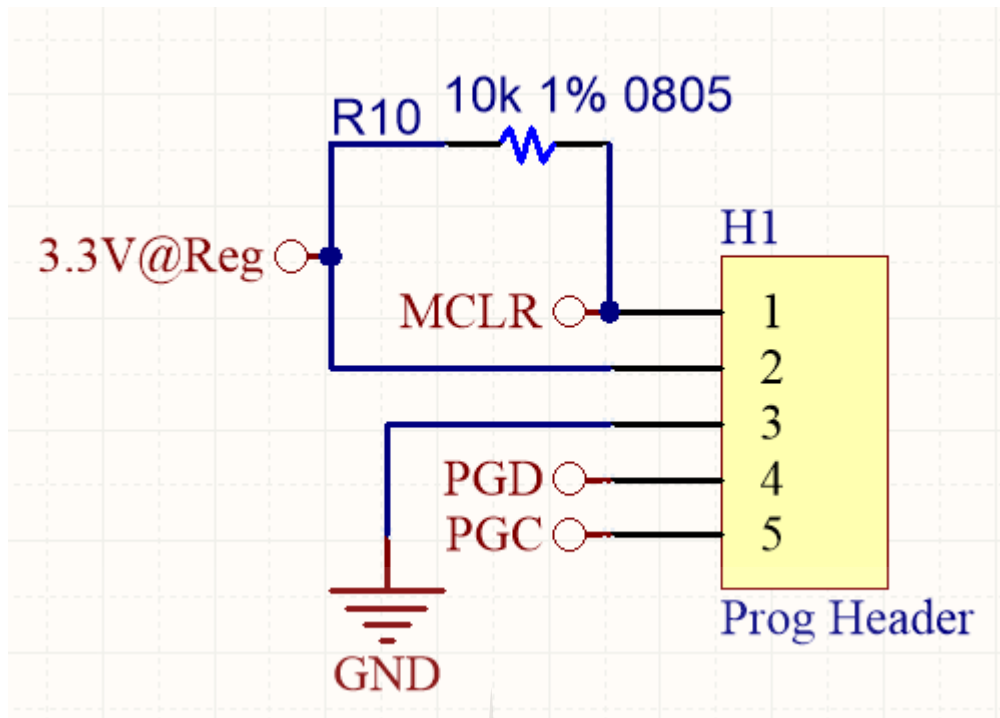 10k 1% 0805
R10
H1
3.3V@Reg
MCLR
1
2
3
PGD
4
PGC
5
Prog Header
GND